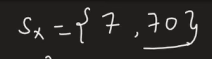 Sx = { 7 , 70 }